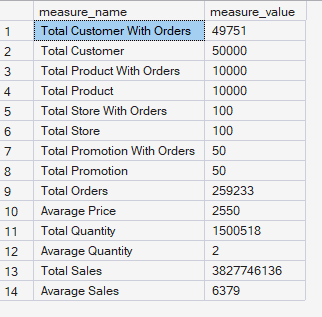 measure_name measure_value
1 Total Customer With Orders 49751
2 Total Customer 50000
3 Total Product With Orders 10000
4 Total Product 10000
5 Total Store With Orders 100
6 Total Store 100
7 Total Promotion With Orders 50
8 Total Promotion 50
9 Total Orders 259233
10 Avarage Price 2550
11 Total Quantity 1500518
12 Avarage Quantity 2
13 Total Sales 3827746136
14 Avarage Sales 6379